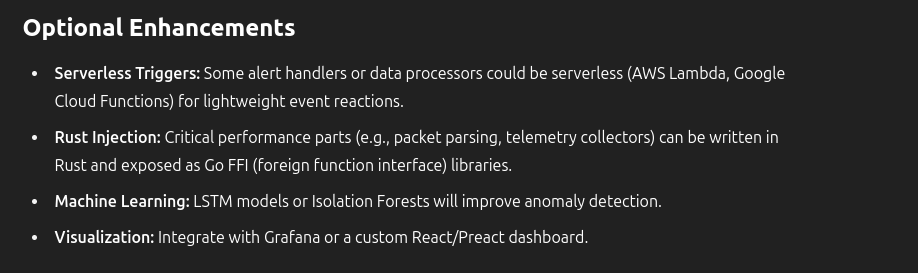 Optional Enhancements
• Serverless Triggers: Some alert handlers or data processors could be serverless (AWS Lambda, Google
Cloud Functions) for lightweight event reactions.
• Rust Injection: Critical performance parts (e.g., packet parsing, telemetry collectors) can be written in
Rust and exposed as Go FFI (foreign function interface) libraries.
• Machine Learning: LSTM models or Isolation Forests will improve anomaly detection.
• Visualization: Integrate with Grafana or a custom React/Preact dashboard.